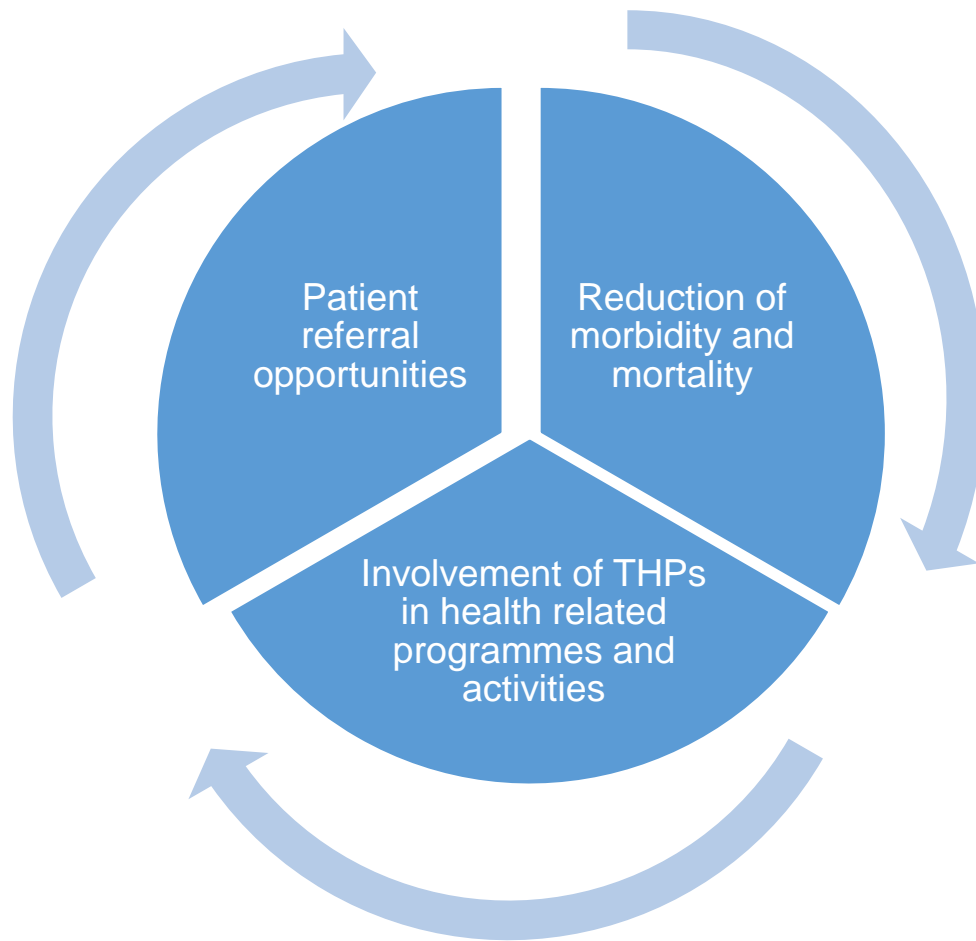 Patient
referral
opportunities
Reduction of
morbidity and
mortality
Involvement of THPs
in health related
programmes and
activities